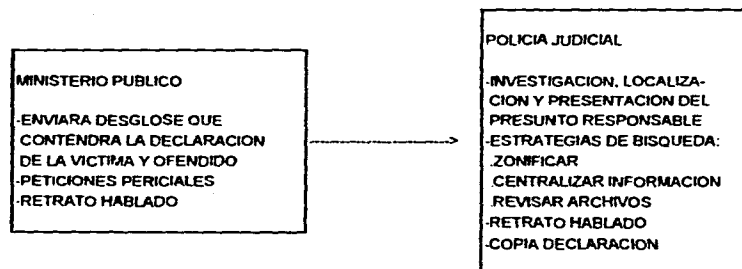 MINISTERIO PUBLICO
-ENVIARA DESGLOSE QUE
CONTENDRA LA DECLARACION
DE LA VICTIMA Y OFENDIDO
-PETICIONES PERICIALES
-RETRATO HABLADO
POLICIA JUDICIAL
-INVESTIGACION, LOCALIZA-
CION Y PRESENTACION DEL
PRESUNTO RESPONSABLE
-ESTRATEGIAS DE BISQUEDA:
.ZONIFICAR
.CENTRALIZAR INFORMACION
.REVISAR ARCHIVOS
-RETRATO HABLADO
-COPIA DECLARACION